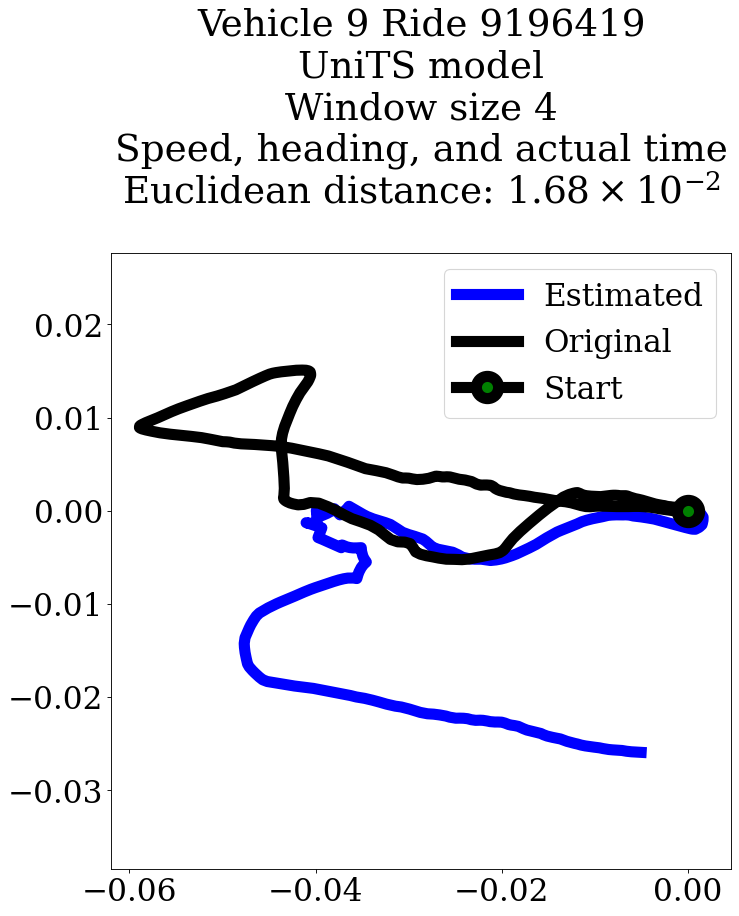 Vehicle 9 Ride 9196419
UniTS model
Window size 4
Speed, heading, and actual time
Euclidean distance: 1.68 × 10⁻²
Estimated
Original
Start
0.02
0.01
0.00
−0.01
−0.02
−0.03
−0.06
−0.04
−0.02
0.00